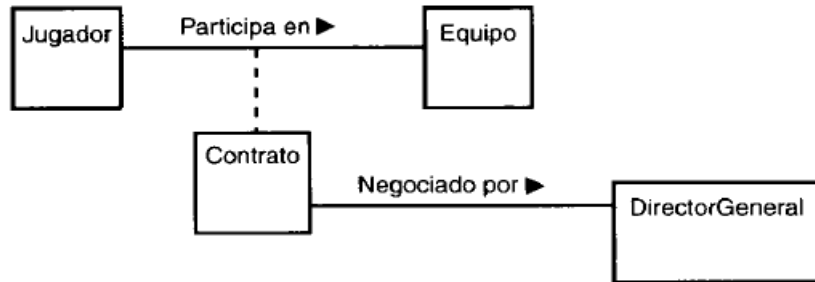 Jugador
Participa en ▶
Equipo
Contrato
Negociado por ▶
DirectorGeneral